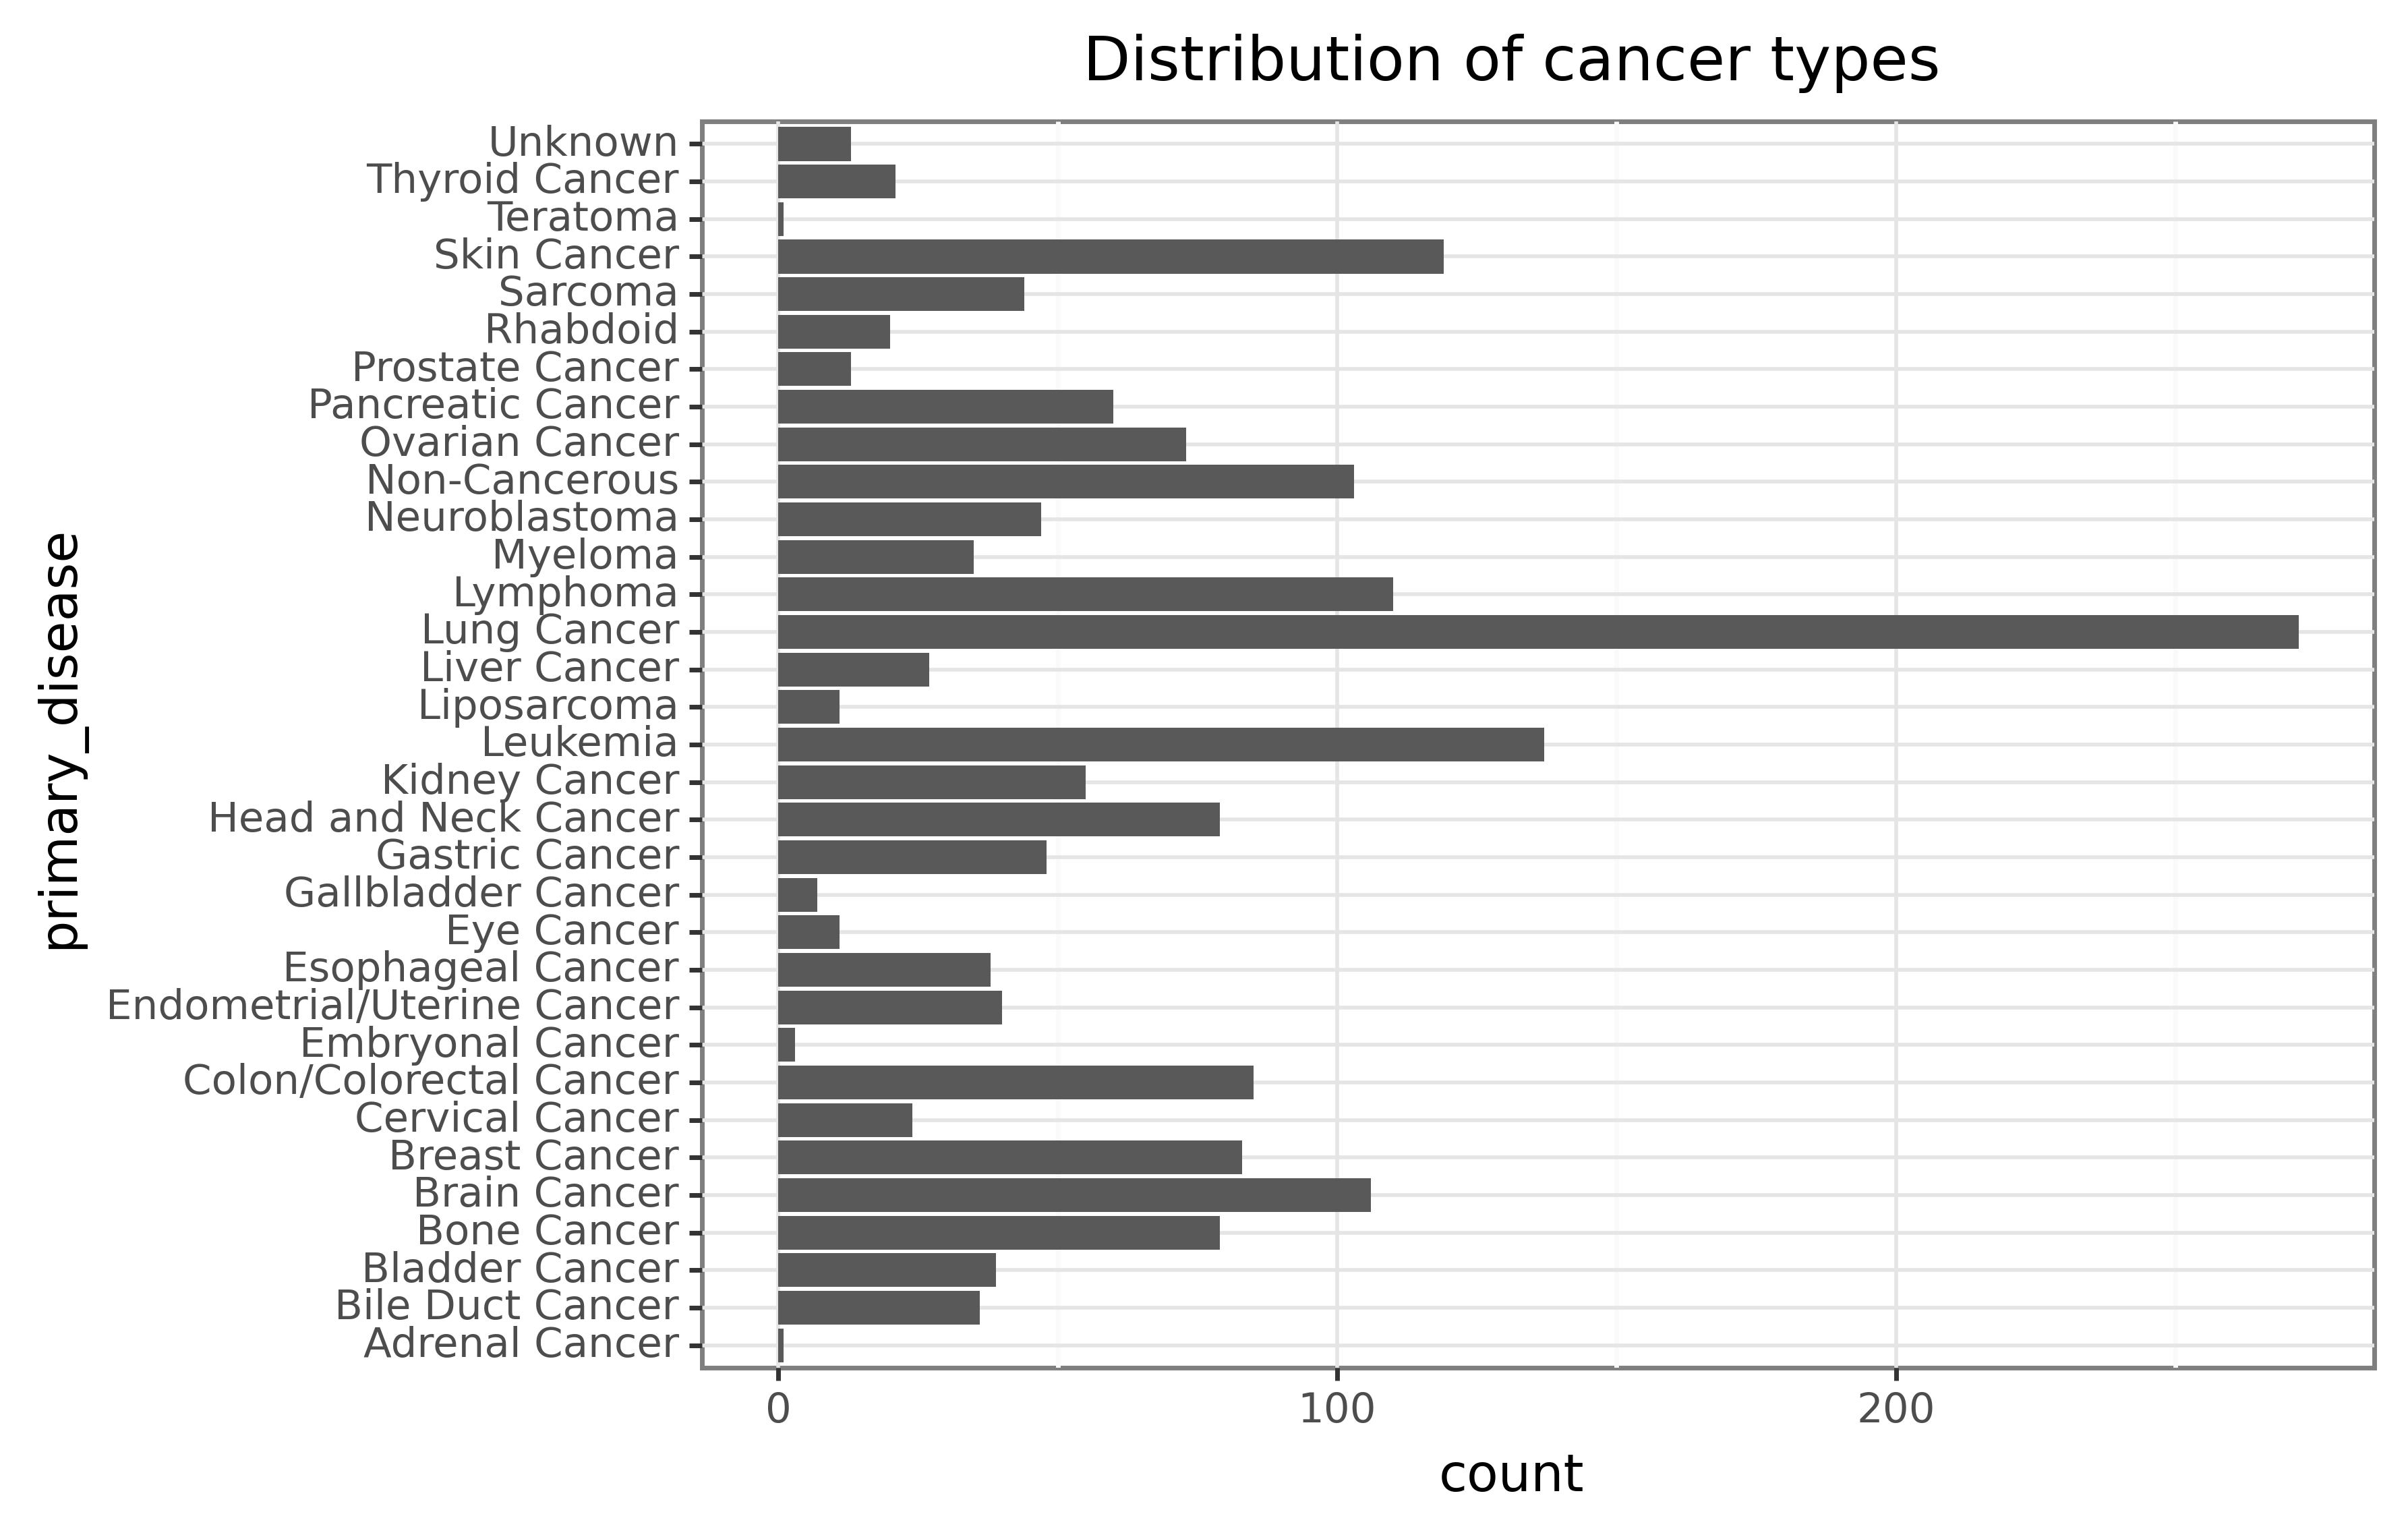 Distribution of cancer types
Unknown
Thyroid Cancer
Teratoma
Skin Cancer
Sarcoma
Rhabdoid
Prostate Cancer
Pancreatic Cancer
Ovarian Cancer
Non-Cancerous
Neuroblastoma
Myeloma
Lymphoma
Lung Cancer
Liver Cancer
Liposarcoma
Leukemia
Kidney Cancer
Head and Neck Cancer
Gastric Cancer
Gallbladder Cancer
Eye Cancer
Esophageal Cancer
Endometrial/Uterine Cancer
Embryonal Cancer
Colon/Colorectal Cancer
Cervical Cancer
Breast Cancer
Brain Cancer
Bone Cancer
Bladder Cancer
Bile Duct Cancer
Adrenal Cancer
primary_disease
0 100 200
count